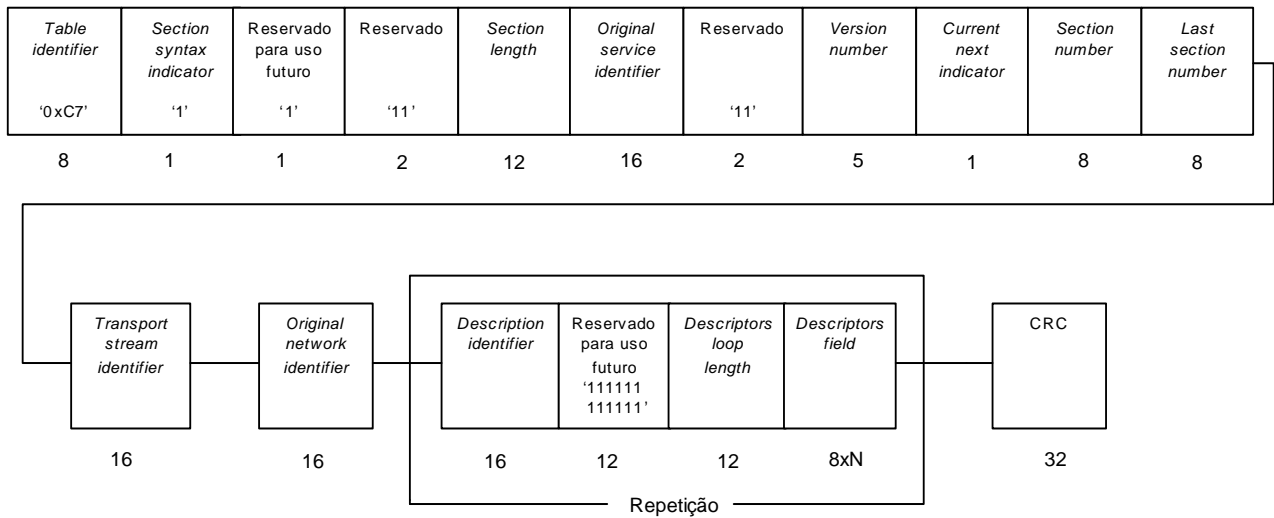 Table identifier '0xC7'
Section syntax indicator '1'
Reservado para uso futuro '1'
Reservado '11'
Section length
Original service identifier
Reservado '11'
Version number
Current next indicator
Section number
Last section number
8 1 1 2 12 16 2 5 1 8 8
Transport stream identifier
Original network identifier
Description identifier
Reservado para uso futuro '111111 111111'
Descriptors loop length
Descriptors field
CRC
16 16 16 12 12 8xN 32
Repetição